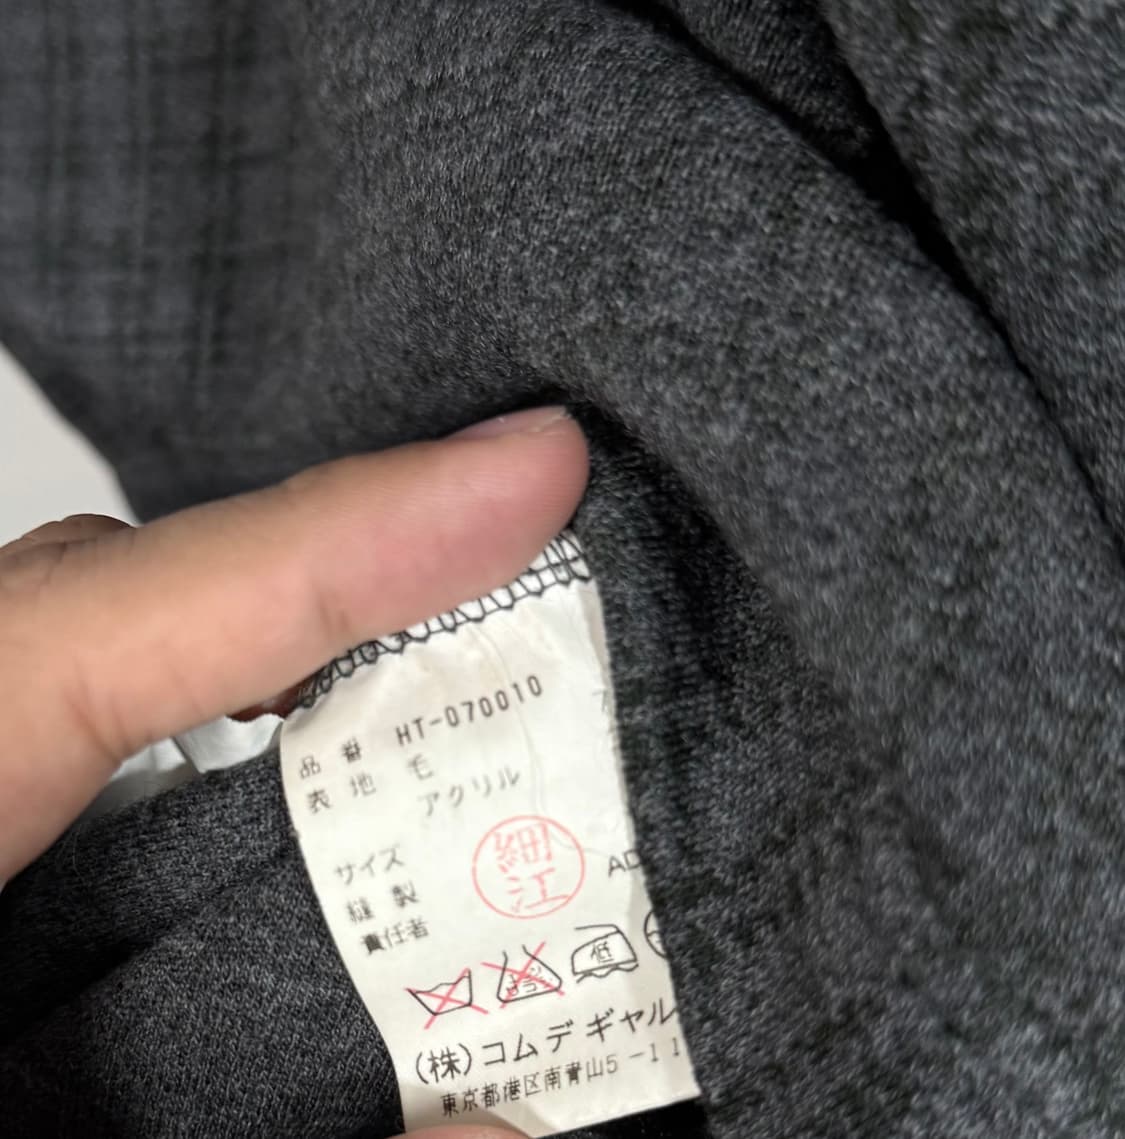 品番 HT-070010
表地 毛
アクリル
サイズ
縫製
責任者
細江
AD
低
(株)コムデギャル
東京都港区南青山5-11